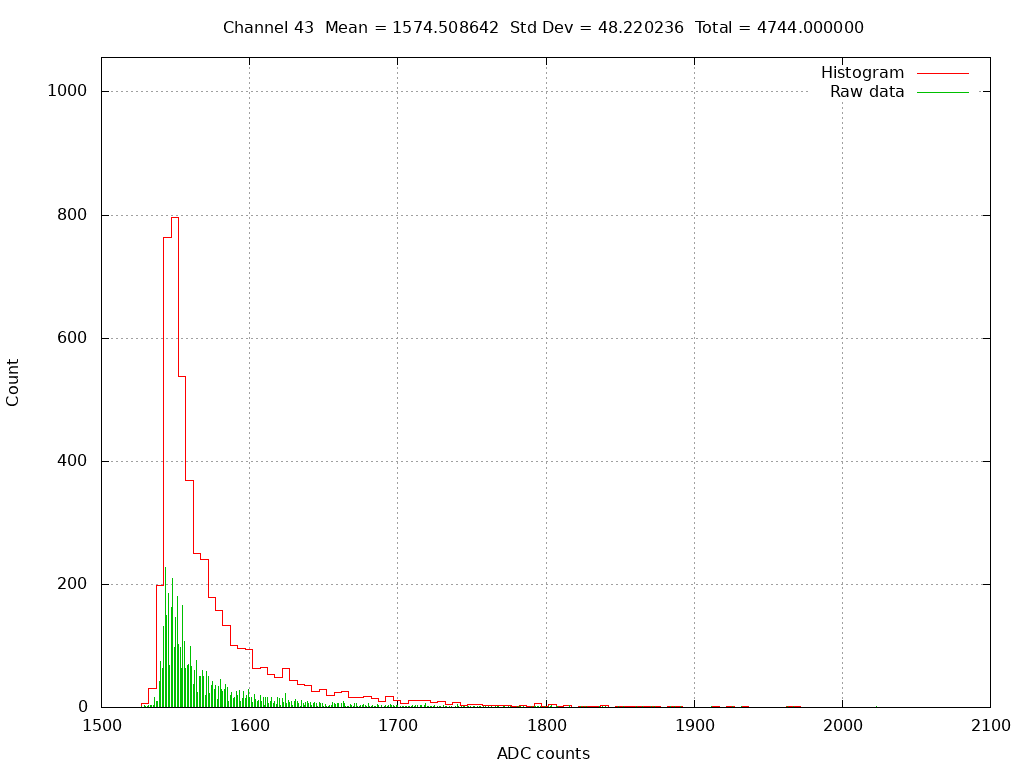 Channel 43  Mean = 1574.508642  Std Dev = 48.220236  Total = 4744.000000
Histogram
Raw data
1000
800
600
400
200
0
Count
1500 1600 1700 1800 1900 2000 2100
ADC counts